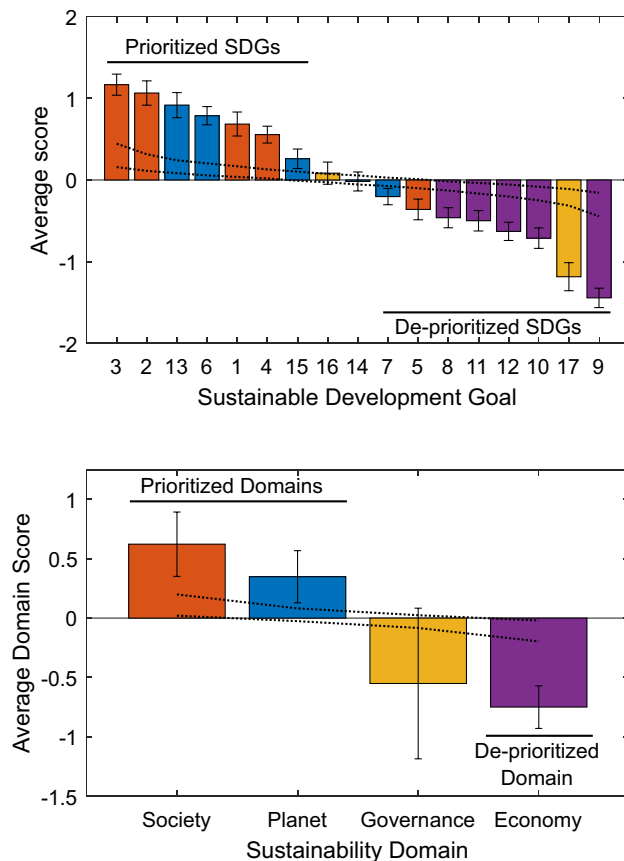 2
1
0
-1
-2
Average score
Prioritized SDGs
De-prioritized SDGs
3 2 13 6 1 4 15 16 14 7 5 8 11 12 10 17 9
Sustainable Development Goal
1
0.5
0
-0.5
-1
-1.5
Average Domain Score
Prioritized Domains
De-prioritized
Domain
Society Planet Governance Economy
Sustainability Domain